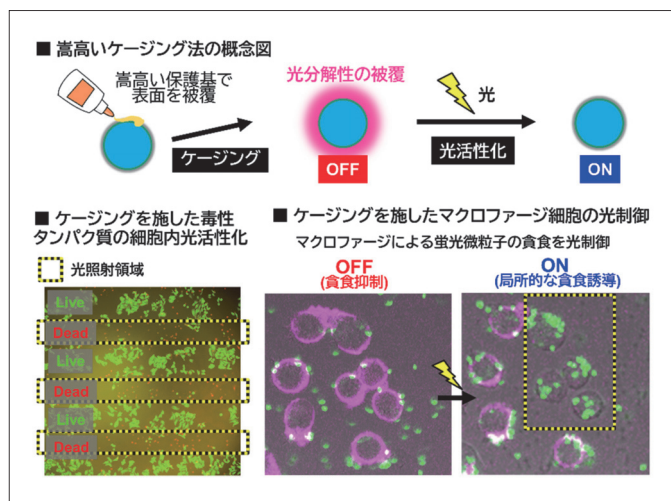 ■ 嵩高いケージング法の概念図
嵩高い保護基で
表面を被覆
ケージング
光分解性の被覆
OFF
光
光活性化
ON
■ ケージングを施した毒性
タンパク質の細胞内光活性化
光照射領域
Live
Dead
Live
Dead
Live
Dead
■ ケージングを施したマクロファージ細胞の光制御
マクロファージによる蛍光微粒子の貪食を光制御
OFF
(貪食抑制)
ON
(局所的な貪食誘導)